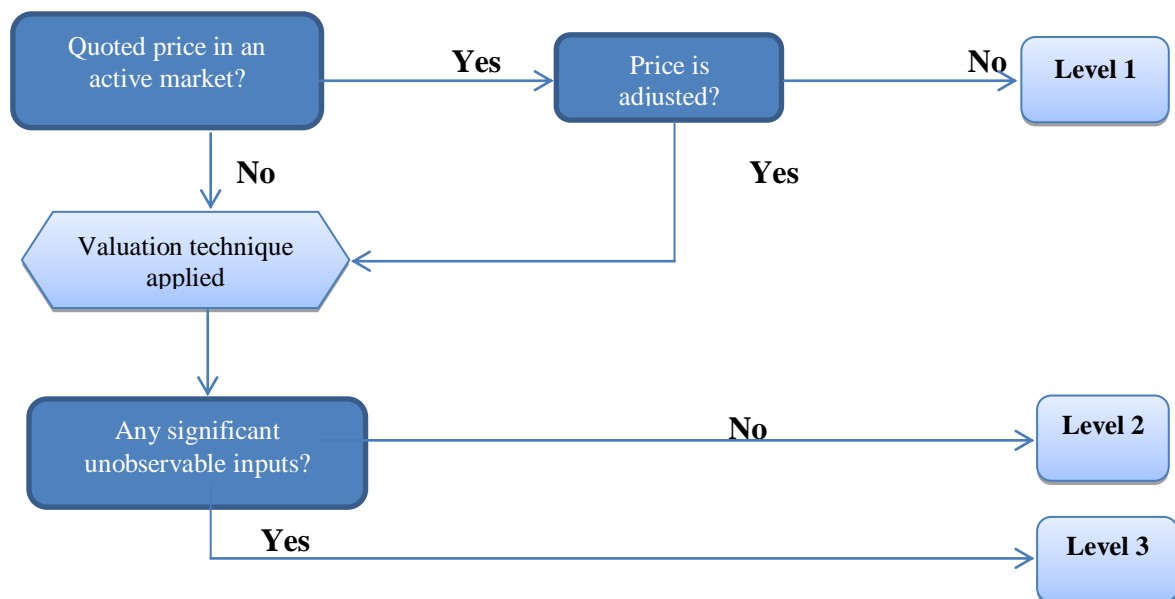 Quoted price in an
active market?
Yes
Price is
adjusted?
No
Level 1
No
Yes
Valuation technique
applied
Any significant
unobservable inputs?
No
Level 2
Yes
Level 3